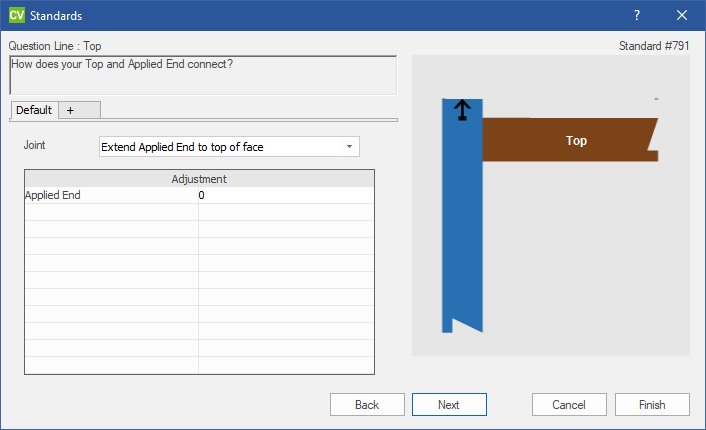 CV Standards ?
Question Line : Top
Standard #791
How does your Top and Applied End connect?
Default +
Joint
Extend Applied End to top of face
Adjustment
Applied End 0
Top
Back Next Cancel Finish